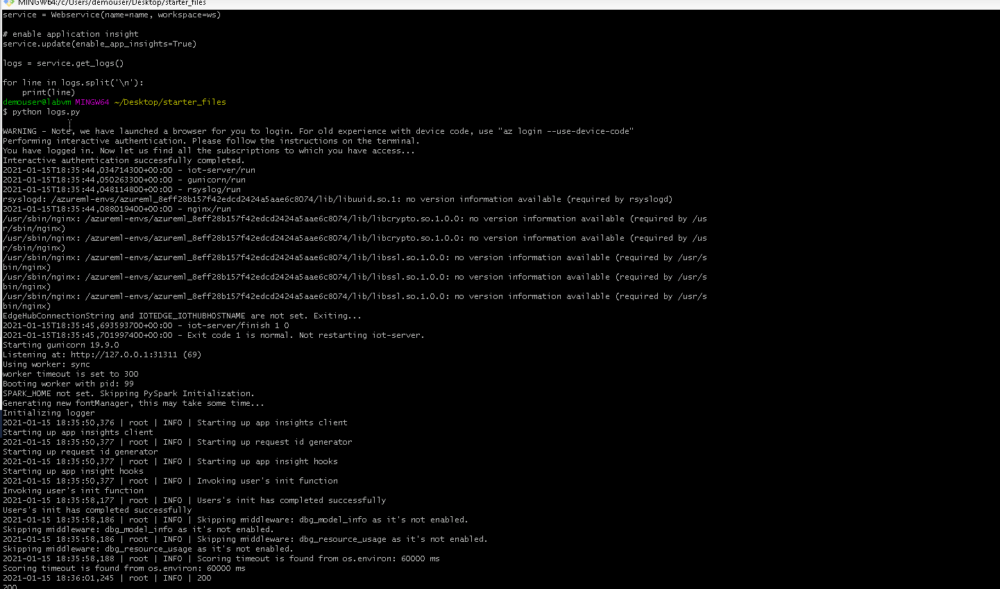 MINGW64:/c/Users/demouser/Desktop/starter_files
service = Webservice(name=name, workspace=ws)
# enable application insight
service.update(enable_app_insights=True)
logs = service.get_logs()
for line in logs.split('\n'):
    print(line)
demouser@labvm MINGW64 ~/Desktop/starter_files
$ python logs.py
WARNING - Note, we have launched a browser for you to login. For old experience with device code, use "az login --use-device-code"
Performing interactive authentication. Please follow the instructions on the terminal.
You have logged in. Now let us find all the subscriptions to which you have access...
Interactive authentication successfully completed.
2021-01-15T18:35:44,034714300+00:00 - iot-server/run
2021-01-15T18:35:44,050263300+00:00 - gunicorn/run
2021-01-15T18:35:44,048114800+00:00 - rsyslog/run
rsyslogd: /azureml-envs/azureml_8eff28b157f42edcd2424a5aae6c8074/lib/libuuid.so.1: no version information available (required by rsyslogd)
2021-01-15T18:35:44,088019400+00:00 - nginx/run
/usr/sbin/nginx: /azureml-envs/azureml_8eff28b157f42edcd2424a5aae6c8074/lib/libcrypto.so.1.0.0: no version information available (required by /us
r/sbin/nginx)
/usr/sbin/nginx: /azureml-envs/azureml_8eff28b157f42edcd2424a5aae6c8074/lib/libcrypto.so.1.0.0: no version information available (required by /us
r/sbin/nginx)
/usr/sbin/nginx: /azureml-envs/azureml_8eff28b157f42edcd2424a5aae6c8074/lib/libssl.so.1.0.0: no version information available (required by /usr/s
bin/nginx)
/usr/sbin/nginx: /azureml-envs/azureml_8eff28b157f42edcd2424a5aae6c8074/lib/libssl.so.1.0.0: no version information available (required by /usr/s
bin/nginx)
/usr/sbin/nginx: /azureml-envs/azureml_8eff28b157f42edcd2424a5aae6c8074/lib/libssl.so.1.0.0: no version information available (required by /usr/s
bin/nginx)
EdgeHubConnectionString and IOTEDGE_IOTHUBHOSTNAME are not set. Exiting...
2021-01-15T18:35:45,693593700+00:00 - iot-server/finish 1 0
2021-01-15T18:35:45,701997400+00:00 - Exit code 1 is normal. Not restarting iot-server.
Starting gunicorn 19.9.0
Listening at: http://127.0.0.1:31311 (69)
Using worker: sync
worker timeout is set to 300
Booting worker with pid: 99
SPARK_HOME not set. Skipping PySpark Initialization.
Generating new fontManager, this may take some time...
Initializing logger
2021-01-15 18:35:50,376 | root | INFO | Starting up app insights client
Starting up app insights client
2021-01-15 18:35:50,377 | root | INFO | Starting up request id generator
Starting up request id generator
2021-01-15 18:35:50,377 | root | INFO | Starting up app insight hooks
Starting up app insight hooks
2021-01-15 18:35:50,377 | root | INFO | Invoking user's init function
Invoking user's init function
2021-01-15 18:35:58,177 | root | INFO | Users's init has completed successfully
Users's init has completed successfully
2021-01-15 18:35:58,186 | root | INFO | Skipping middleware: dbg_model_info as it's not enabled.
Skipping middleware: dbg_model_info as it's not enabled.
2021-01-15 18:35:58,186 | root | INFO | Skipping middleware: dbg_resource_usage as it's not enabled.
Skipping middleware: dbg_resource_usage as it's not enabled.
2021-01-15 18:35:58,188 | root | INFO | Scoring timeout is found from os.environ: 60000 ms
Scoring timeout is found from os.environ: 60000 ms
2021-01-15 18:36:01,245 | root | INFO | 200
200